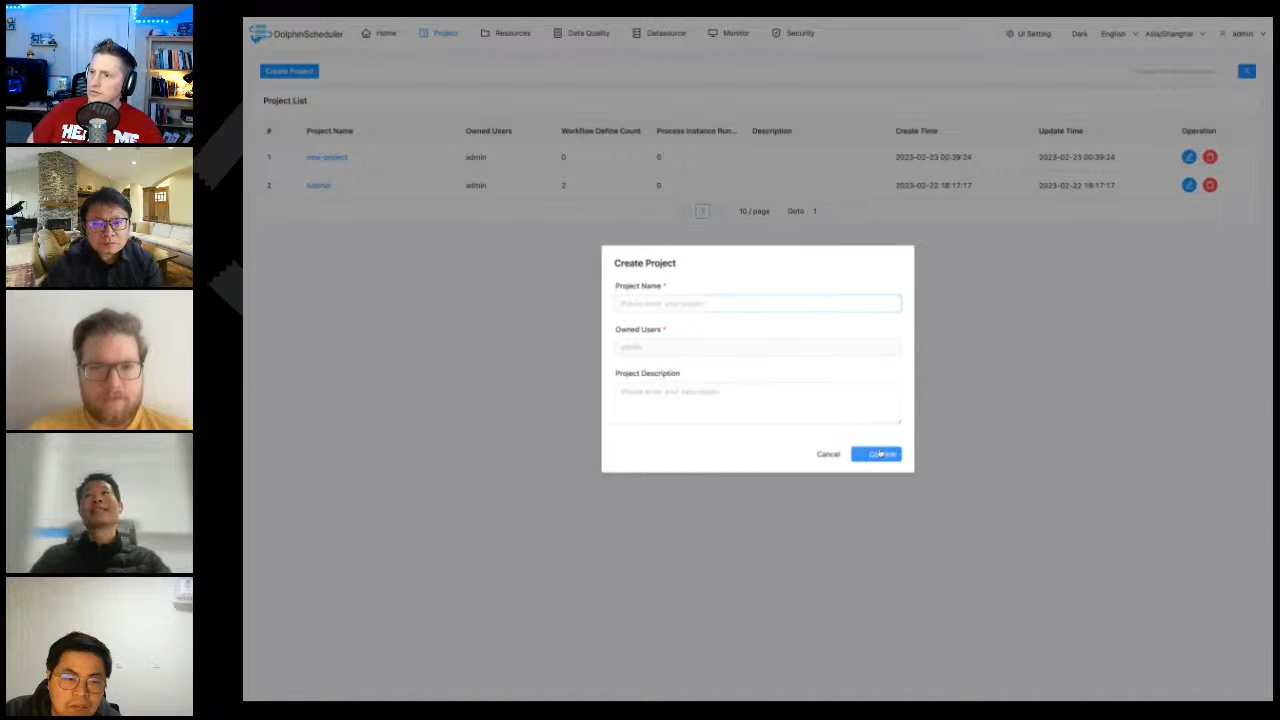 DolphinScheduler
Home
Project
Resources
Data Quality
Datasource
Monitor
Security
UI Setting
Dark
English
Asia/Shanghai
admin
Create Project
Project List
# Project Name Owned Users Workflow Define Count Process Instance Run... Description Create Time Update Time Operation
1 new-project admin 0 0 2023-02-23 00:39:24 2023-02-23 00:39:24
2 tutorial admin 2 0 2023-02-22 18:17:17 2023-02-22 18:17:17
1 10 / page Goto 1
Create Project
Project Name *
Please enter your project
Owned Users *
admin
Project Description
Please enter your description
Cancel
Confirm